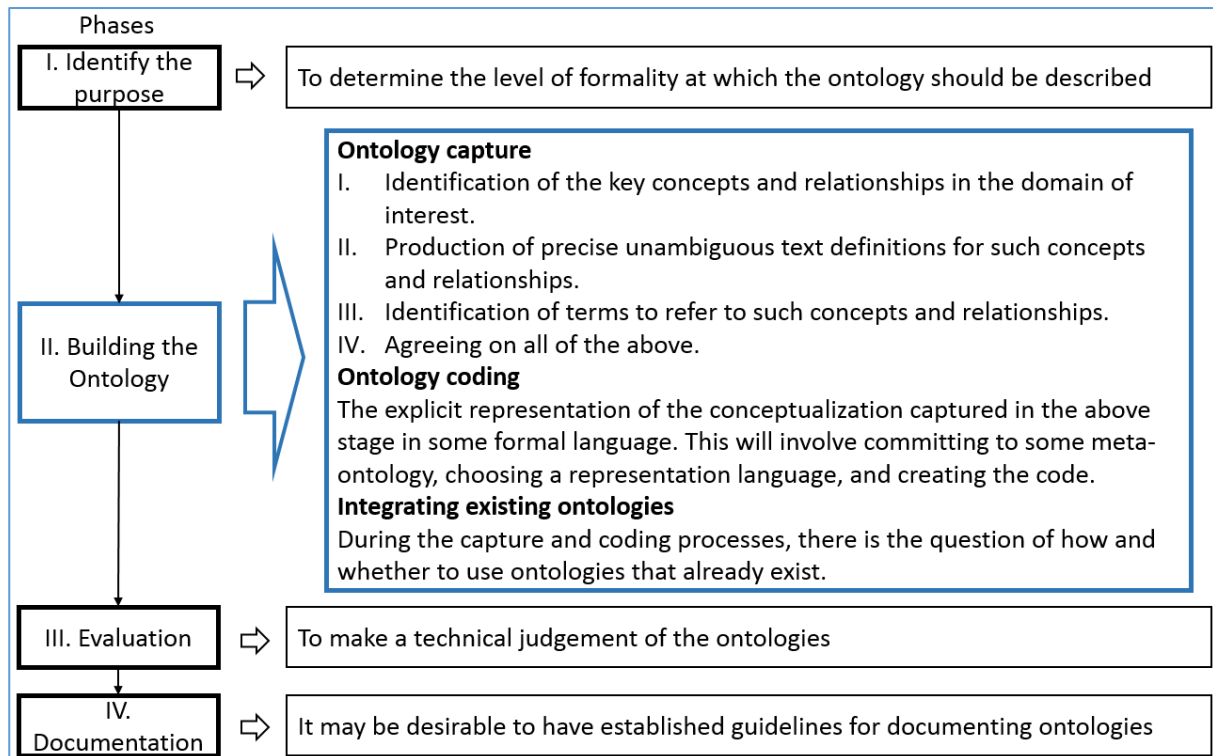 Phases
I. Identify the
purpose
To determine the level of formality at which the ontology should be described
Ontology capture
I. Identification of the key concepts and relationships in the domain of
interest.
II. Production of precise unambiguous text definitions for such concepts
and relationships.
III. Identification of terms to refer to such concepts and relationships.
IV. Agreeing on all of the above.
Ontology coding
The explicit representation of the conceptualization captured in the above
stage in some formal language. This will involve committing to some meta-
ontology, choosing a representation language, and creating the code.
Integrating existing ontologies
During the capture and coding processes, there is the question of how and
whether to use ontologies that already exist.
II. Building the
Ontology
III. Evaluation
To make a technical judgement of the ontologies
IV.
Documentation
It may be desirable to have established guidelines for documenting ontologies